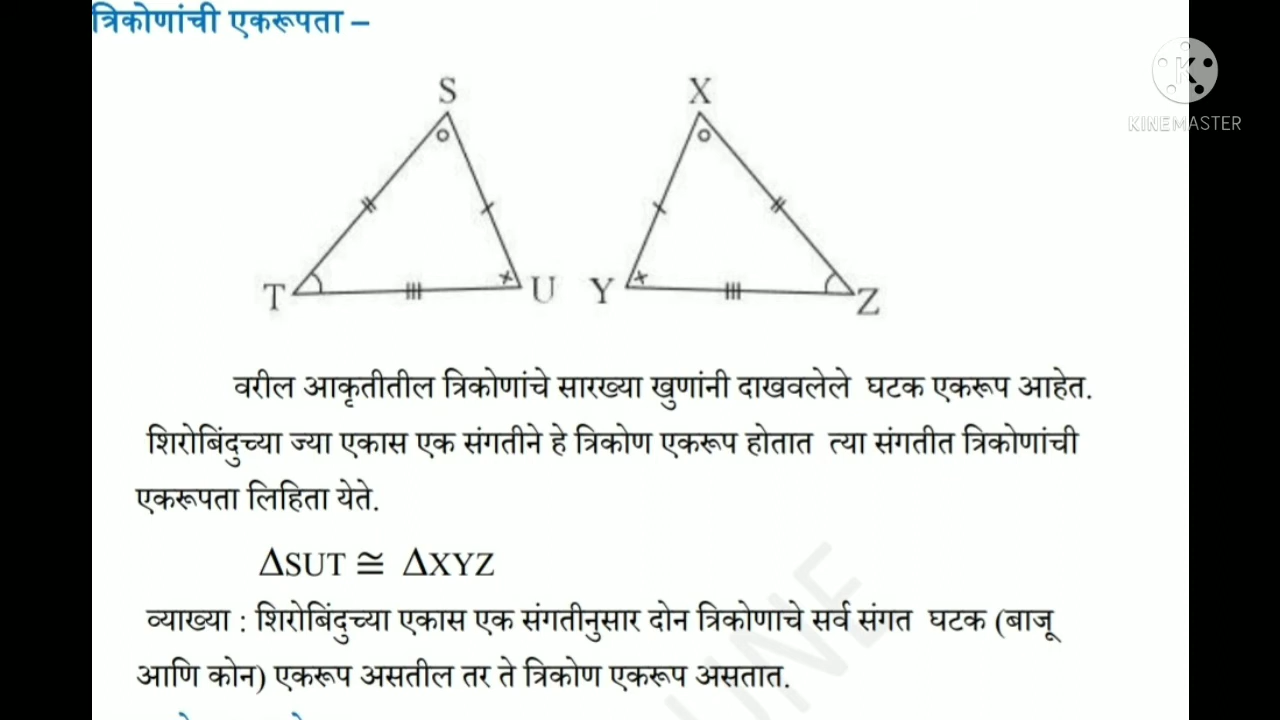 त्रिकोणांची एकरूपता –
S
X
T
U
Y
Z
KINEMASTER
वरील आकृतीतील त्रिकोणांचे सारख्या खुणांनी दाखवलेले घटक एकरूप आहेत.
शिरोबिंदुच्या ज्या एकास एक संगतीने हे त्रिकोण एकरूप होतात त्या संगतीत त्रिकोणांची
एकरूपता लिहिता येते.
ΔSUT ≅ ΔXYZ
व्याख्या : शिरोबिंदुच्या एकास एक संगतीनुसार दोन त्रिकोणाचे सर्व संगत घटक (बाजू
आणि कोन) एकरूप असतील तर ते त्रिकोण एकरूप असतात.